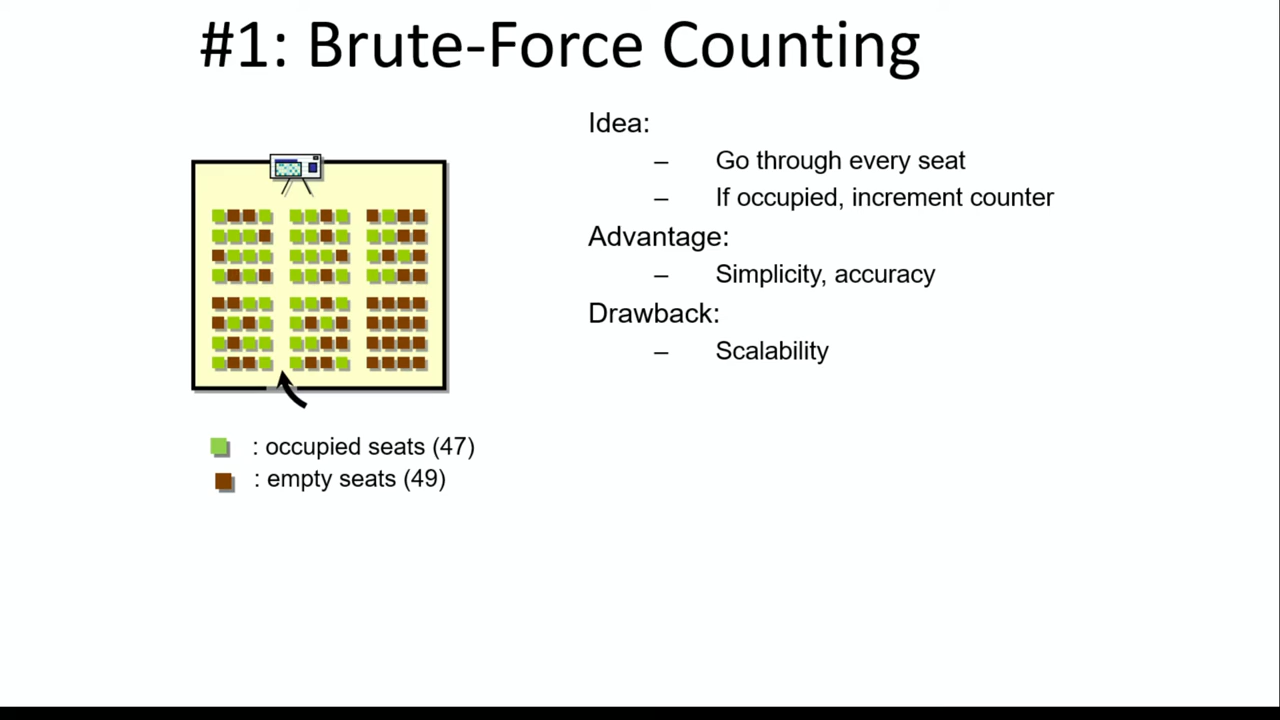 #1: Brute-Force Counting
Idea:
– Go through every seat
– If occupied, increment counter
Advantage:
– Simplicity, accuracy
Drawback:
– Scalability
: occupied seats (47)
: empty seats (49)